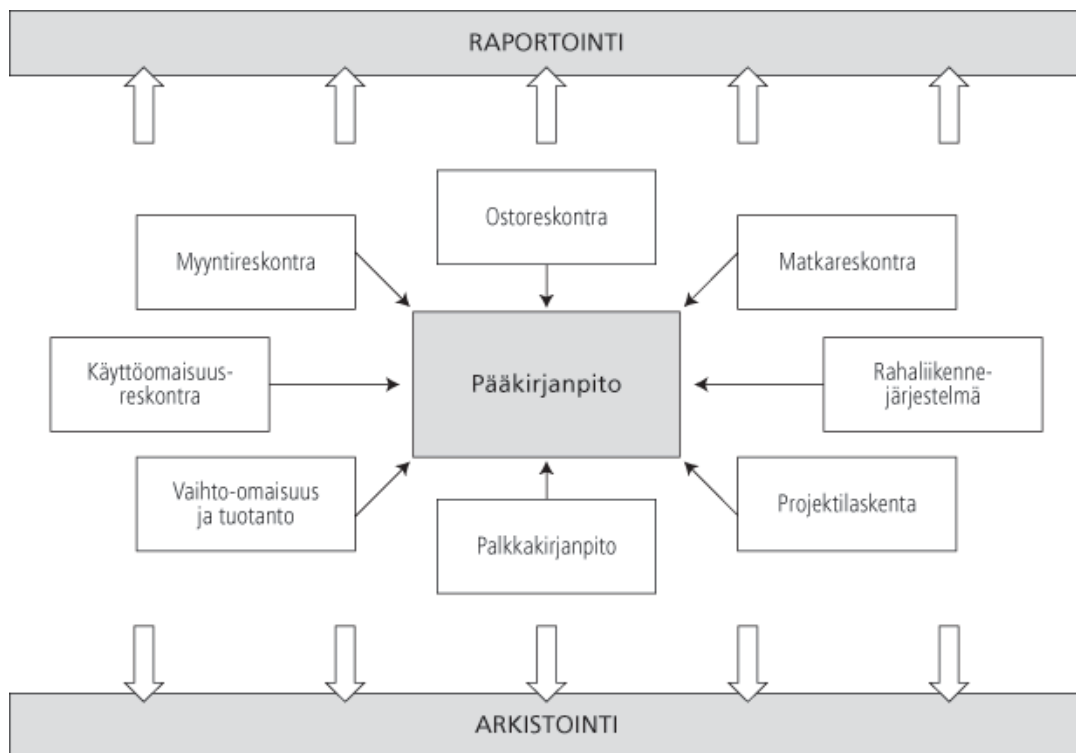 RAPORTOINTI
Ostoreskontra
Myyntireskontra
Matkareskontra
Käyttöomaisuus-
reskontra
Pääkirjanpito
Rahaliikenne-
järjestelmä
Vaihto-omaisuus
ja tuotanto
Palkkakirjanpito
Projektilaskenta
ARKISTOINTI